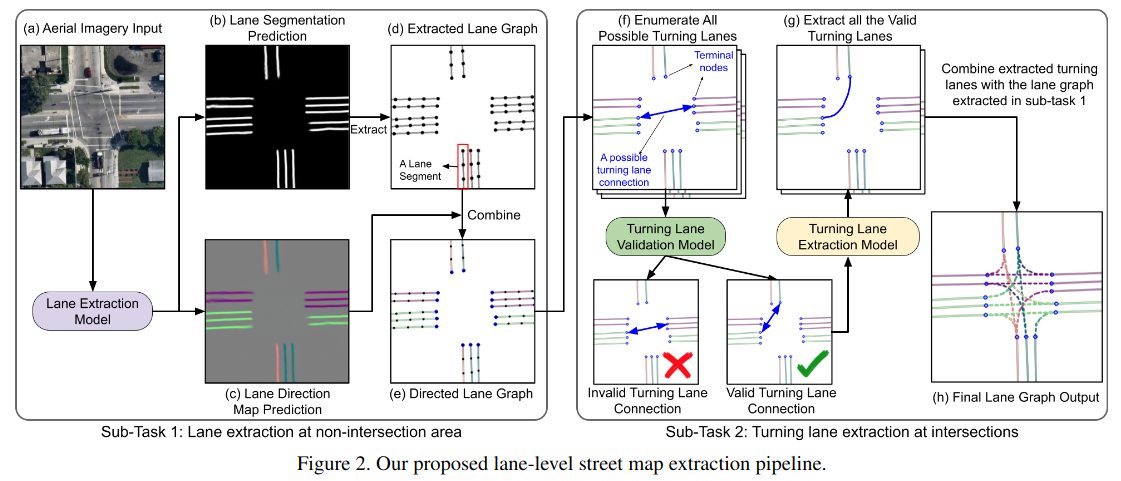 (a) Aerial Imagery Input
(b) Lane Segmentation
Prediction
(d) Extracted Lane Graph
Extract
A Lane
Segment
Combine
Lane Extraction
Model
(c) Lane Direction
Map Prediction
(e) Directed Lane Graph
Sub-Task 1: Lane extraction at non-intersection area
(f) Enumerate All
Possible Turning Lanes
Terminal
nodes
A possible
turning lane
connection
(g) Extract all the Valid
Turning Lanes
Combine extracted turning
lanes with the lane graph
extracted in sub-task 1
Turning Lane
Validation Model
Turning Lane
Extraction Model
Invalid Turning Lane
Connection
Valid Turning Lane
Connection
(h) Final Lane Graph Output
Sub-Task 2: Turning lane extraction at intersections
Figure 2. Our proposed lane-level street map extraction pipeline.